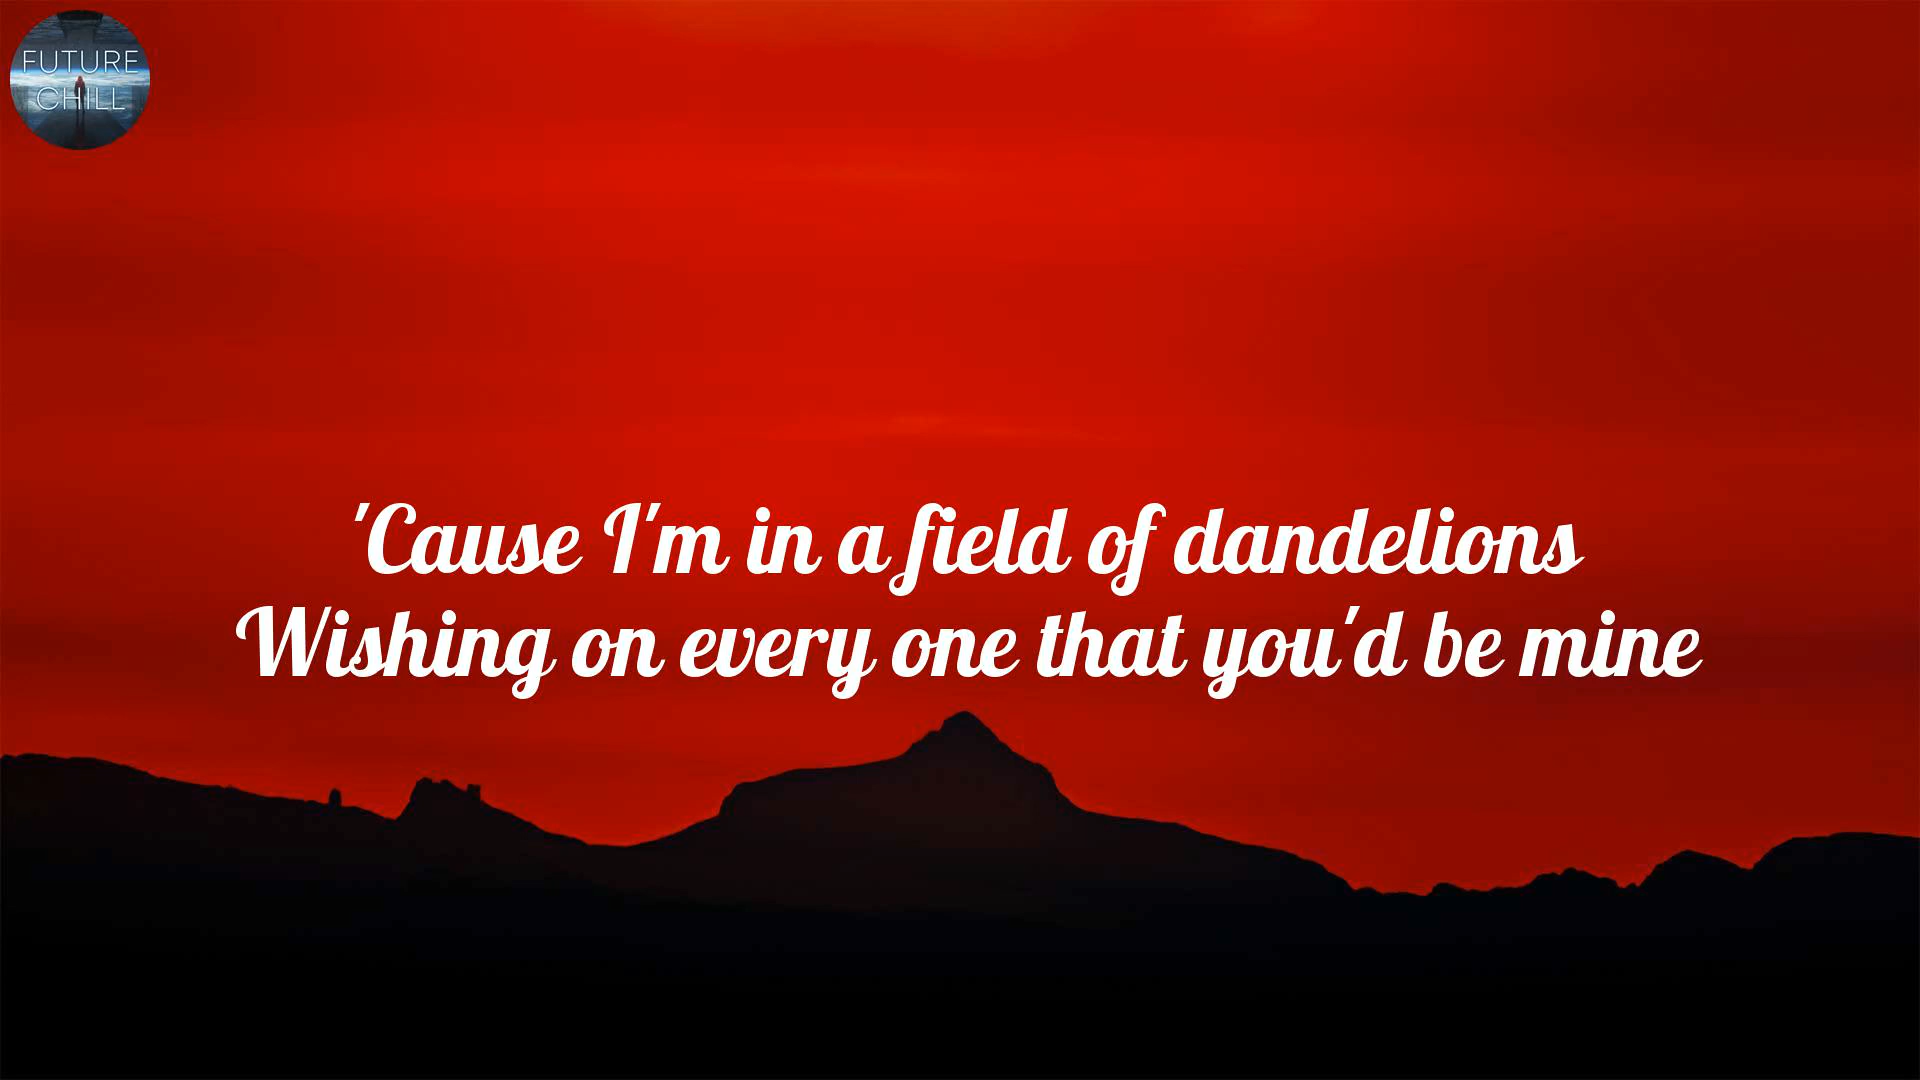 FUTURE
CHILL
'Cause I'm in a field of dandelions
Wishing on every one that you'd be mine